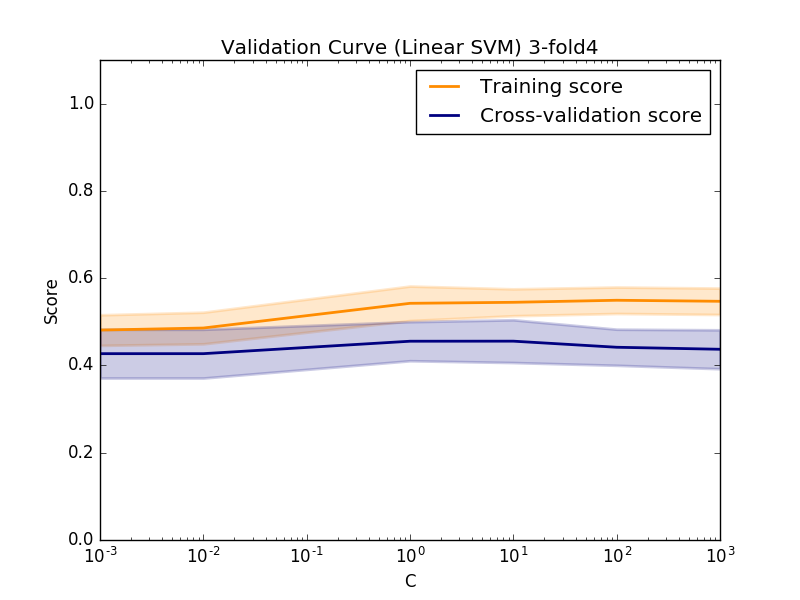 Validation Curve (Linear SVM) 3-fold4
Training score
Cross-validation score
1.0
0.8
0.6
0.4
0.2
0.0
Score
10^-3 10^-2 10^-1 10^0 10^1 10^2 10^3
C